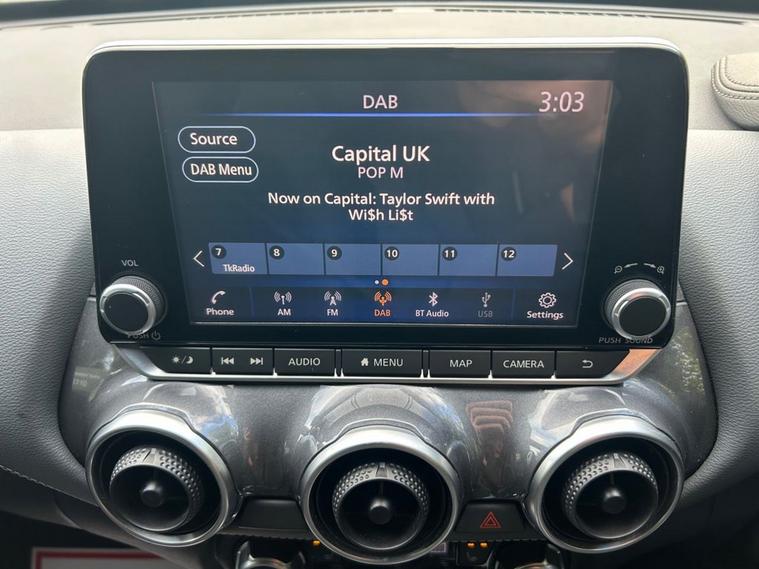 DAB
3:03
Source
DAB Menu
Capital UK
POP M
Now on Capital: Taylor Swift with
Wi$h Li$t
7 8 9 10 11 12
TkRadio
Phone AM FM DAB BT Audio USB Settings
VOL
PUSH
PUSH SOUND
AUDIO MENU MAP CAMERA